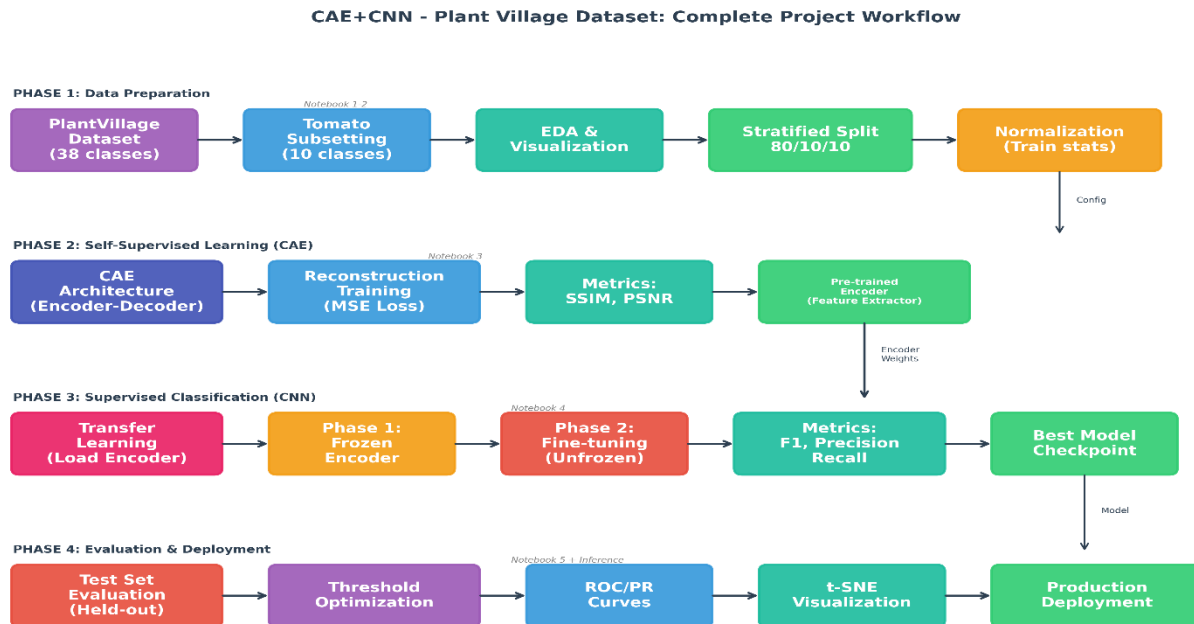 CAE+CNN - Plant Village Dataset: Complete Project Workflow
PHASE 1: Data Preparation
Notebook 1-2
PlantVillage
Dataset
(38 classes)
Tomato
Subsetting
(10 classes)
EDA &
Visualization
Stratified Split
80/10/10
Normalization
(Train stats)
Config
PHASE 2: Self-Supervised Learning (CAE)
Notebook 3
CAE
Architecture
(Encoder-Decoder)
Reconstruction
Training
(MSE Loss)
Metrics:
SSIM, PSNR
Pre-trained
Encoder
(Feature Extractor)
Encoder
Weights
PHASE 3: Supervised Classification (CNN)
Notebook 4
Transfer
Learning
(Load Encoder)
Phase 1:
Frozen
Encoder
Phase 2:
Fine-tuning
(Unfrozen)
Metrics:
F1, Precision
Recall
Best Model
Checkpoint
Model
PHASE 4: Evaluation & Deployment
Notebook 5 + Inference
Test Set
Evaluation
(Held-out)
Threshold
Optimization
ROC/PR
Curves
t-SNE
Visualization
Production
Deployment